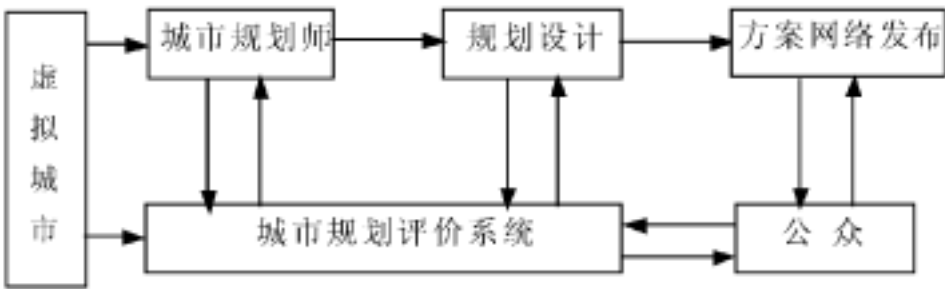 虚拟城市
城市规划师
规划设计
方案网络发布
城市规划评价系统
公众